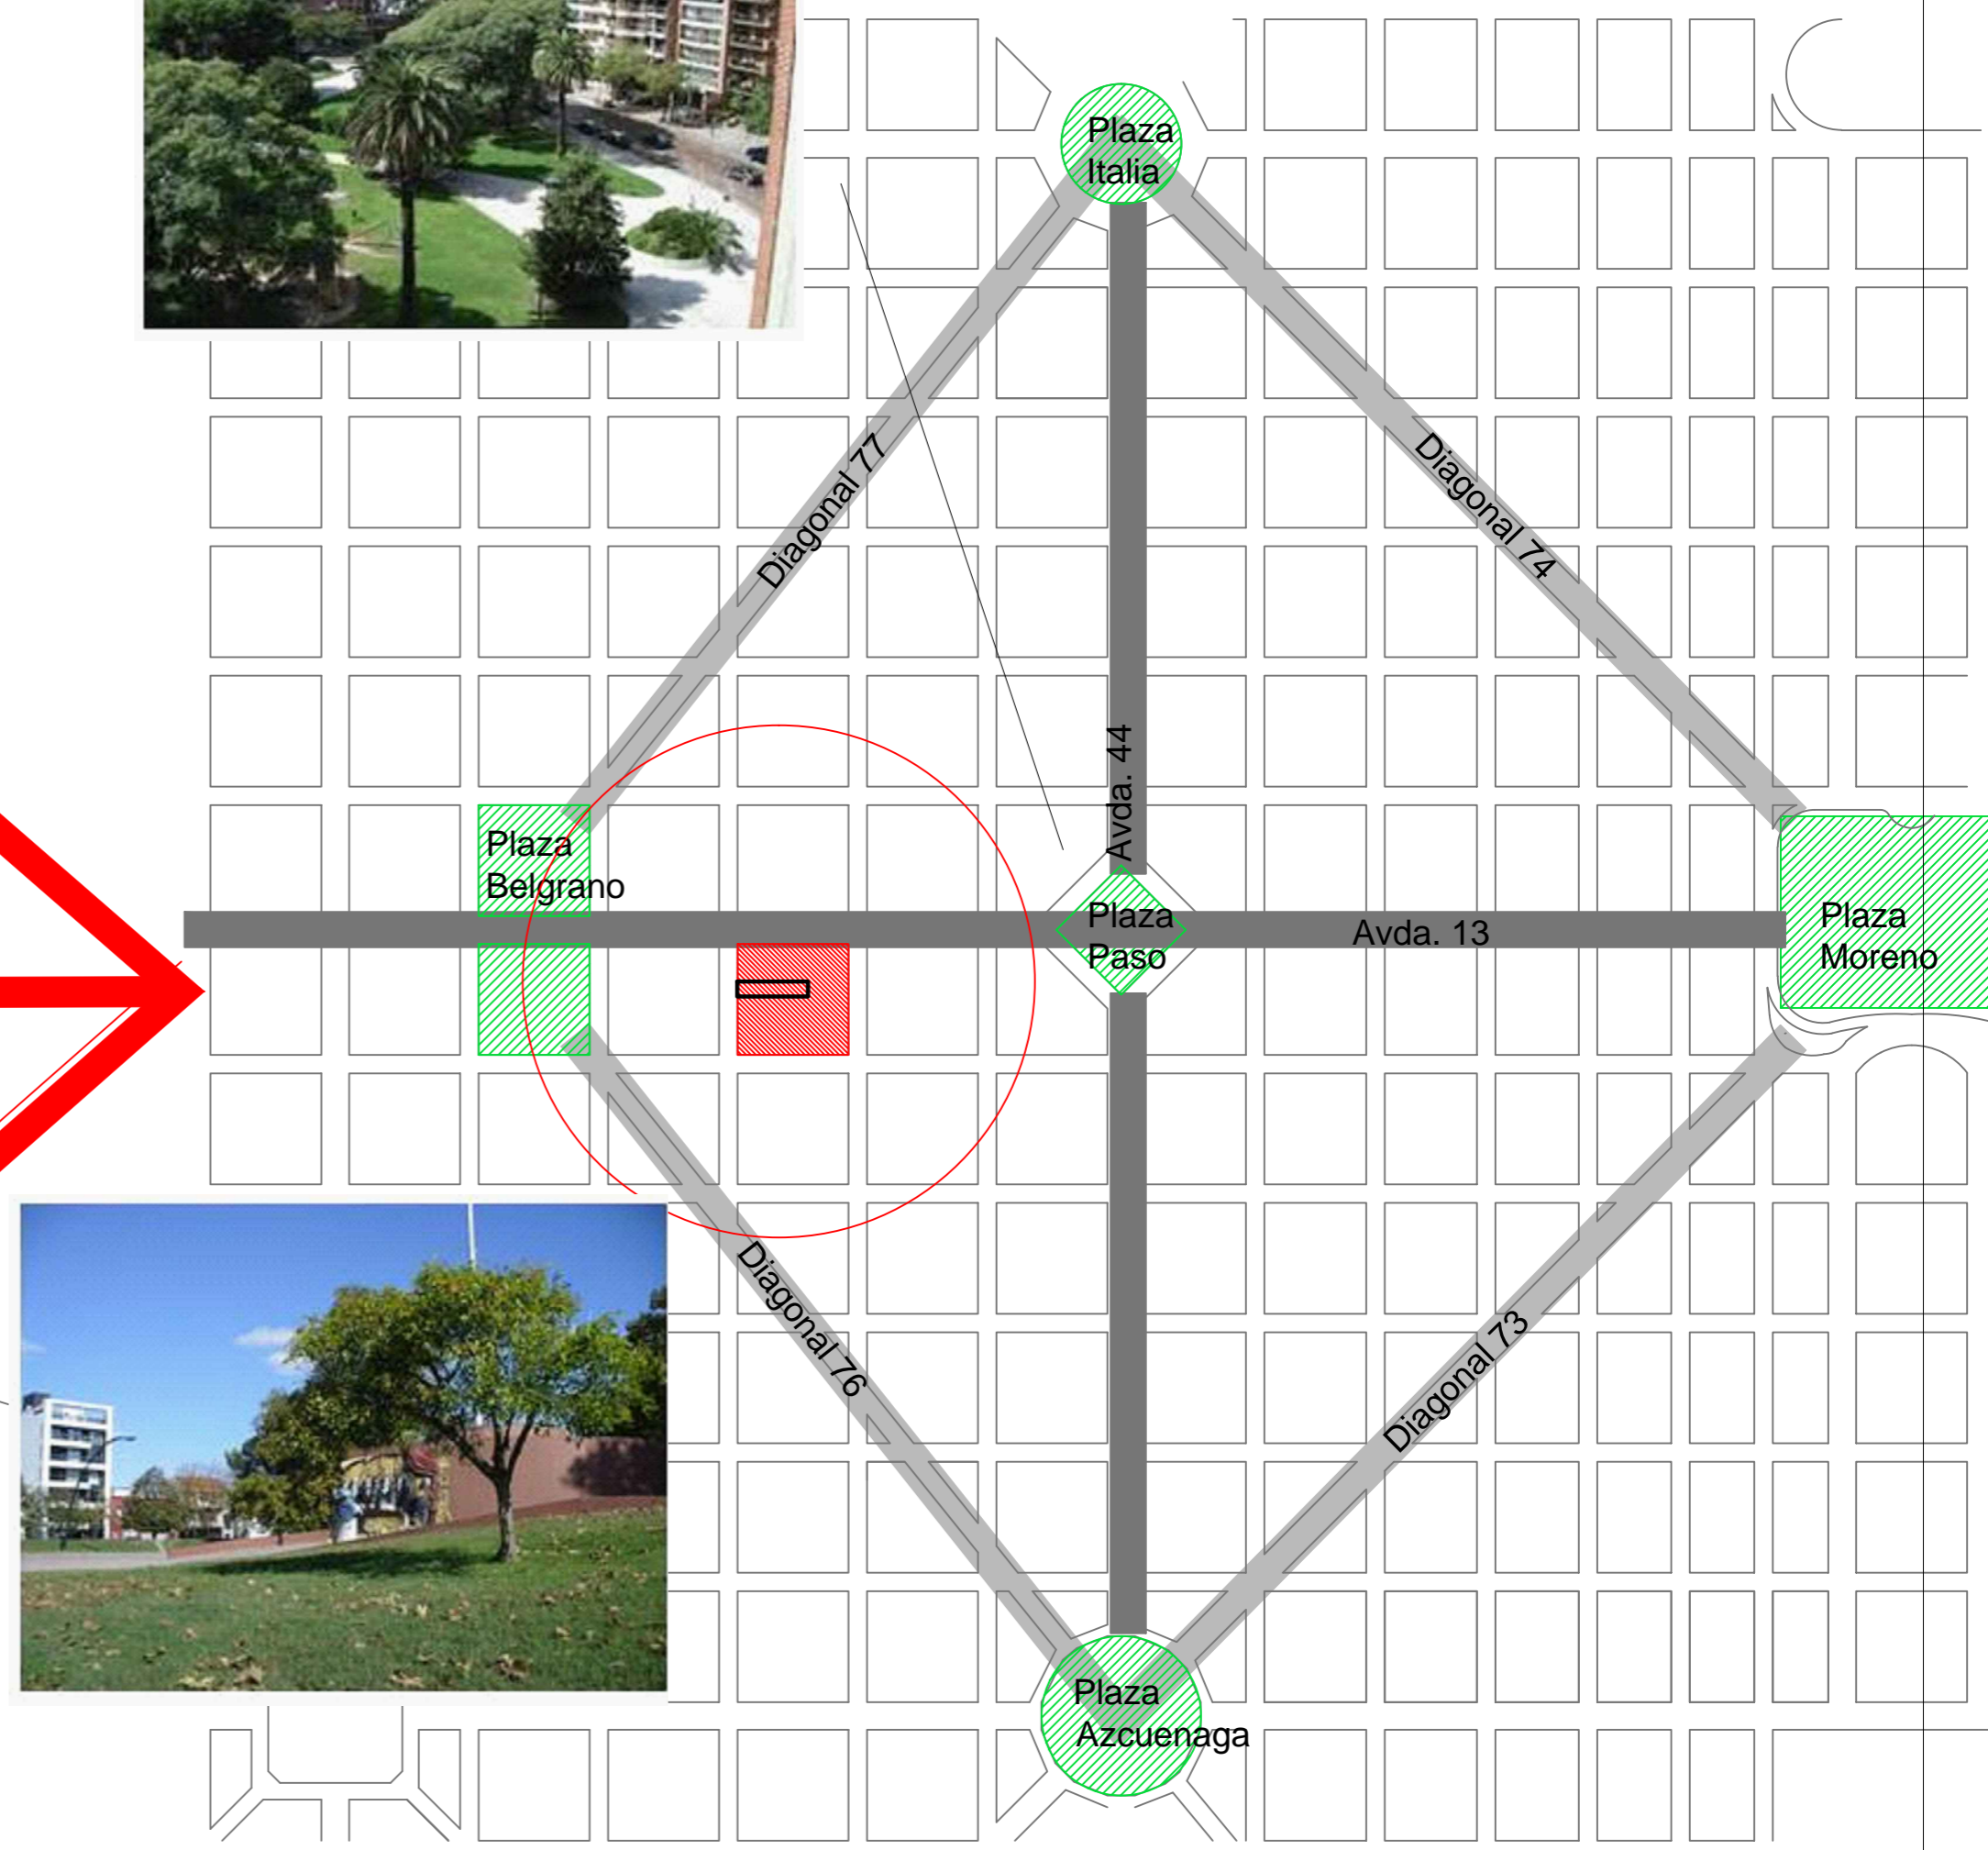 Plaza
Italia
Diagonal 77
Diagonal 74
Avda. 44
Plaza
Belgrano
Plaza
Paso
Avda. 13
Plaza
Moreno
Diagonal 76
Diagonal 73
Plaza
Azcuenaga